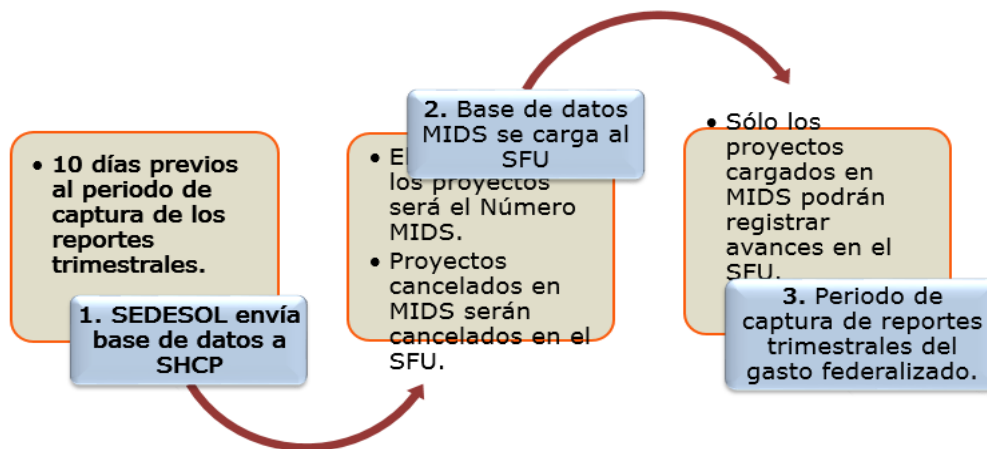 • 10 días previos
al periodo de
captura de los
reportes
trimestrales.
1. SEDESOL envía
base de datos a
SHCP
2. Base de datos
MIDS se carga al
SFU
• El
los proyectos
será el Número
MIDS.
• Proyectos
cancelados en
MIDS serán
cancelados en el
SFU.
• Sólo los
proyectos
cargados en
MIDS podrán
registrar
avances en el
SFU.
3. Periodo de
captura de reportes
trimestrales del
gasto federalizado.